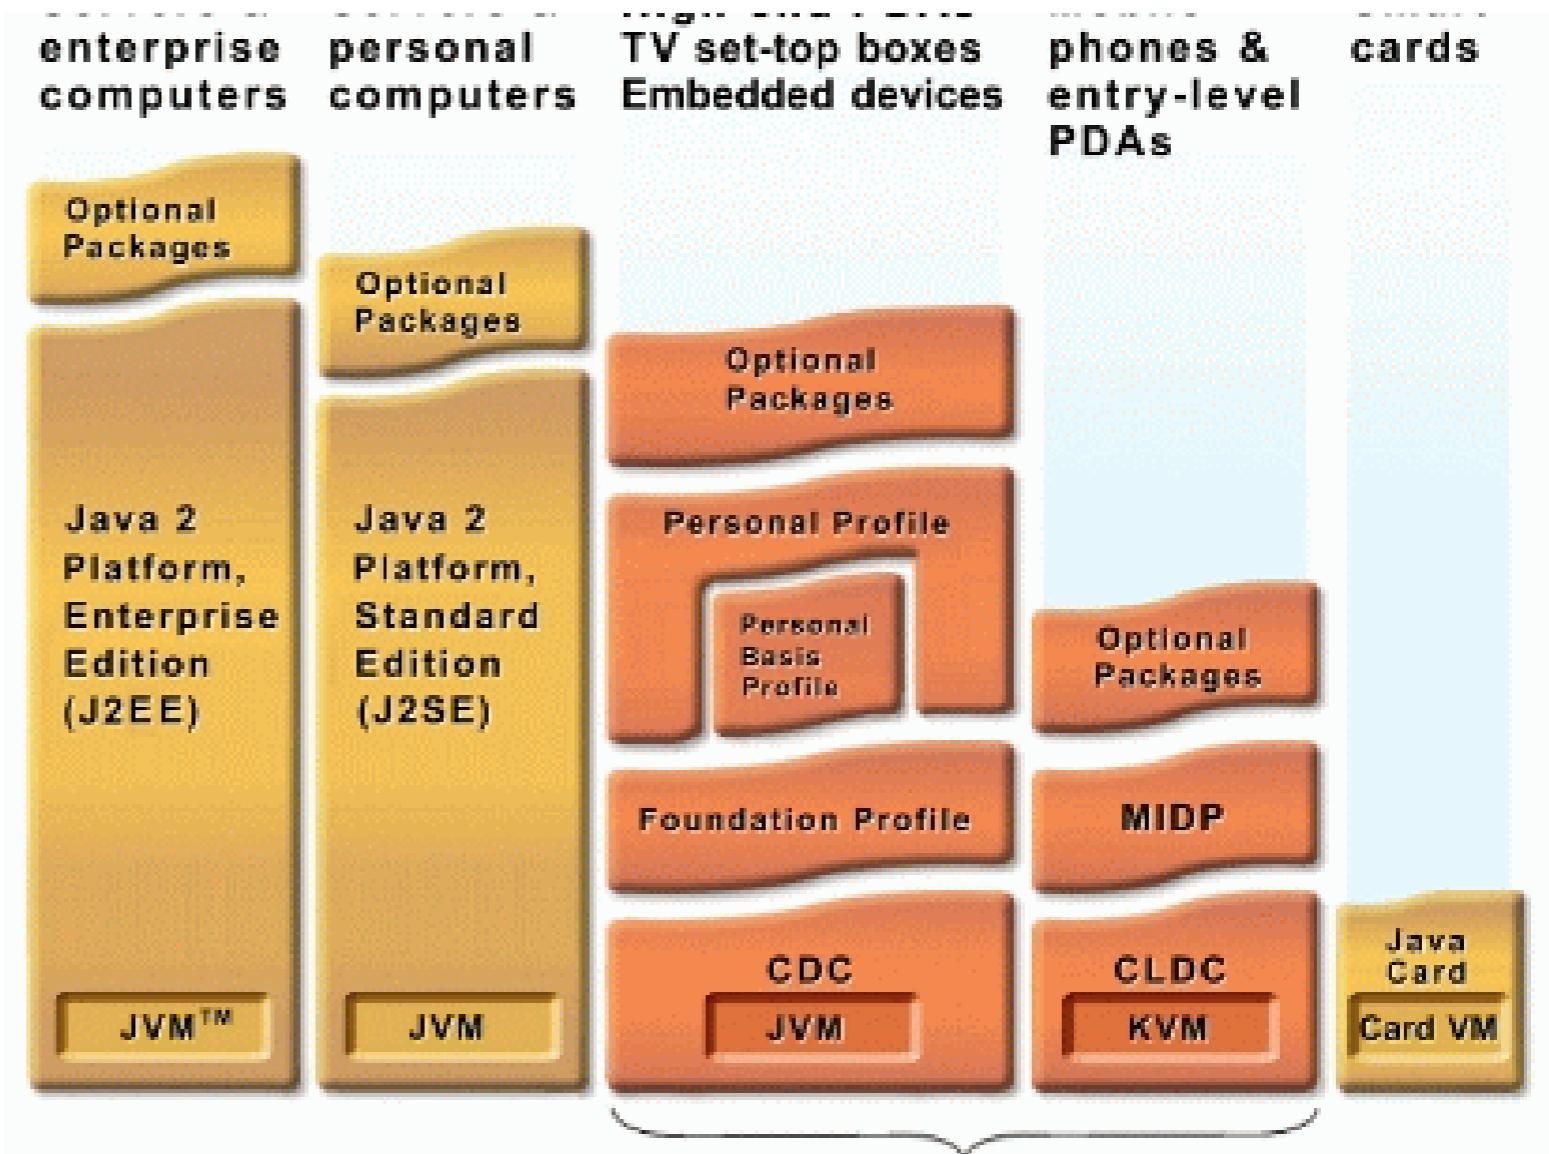 enterprise
computers
personal
computers
TV set-top boxes
Embedded devices
phones &
entry-level
PDAs
cards
Optional
Packages
Java 2
Platform,
Enterprise
Edition
(J2EE)
JVM™
Optional
Packages
Java 2
Platform,
Standard
Edition
(J2SE)
JVM
Optional
Packages
Personal Profile
Personal
Basis
Profile
Foundation Profile
CDC
JVM
Optional
Packages
MIDP
CLDC
KVM
Java
Card
Card VM